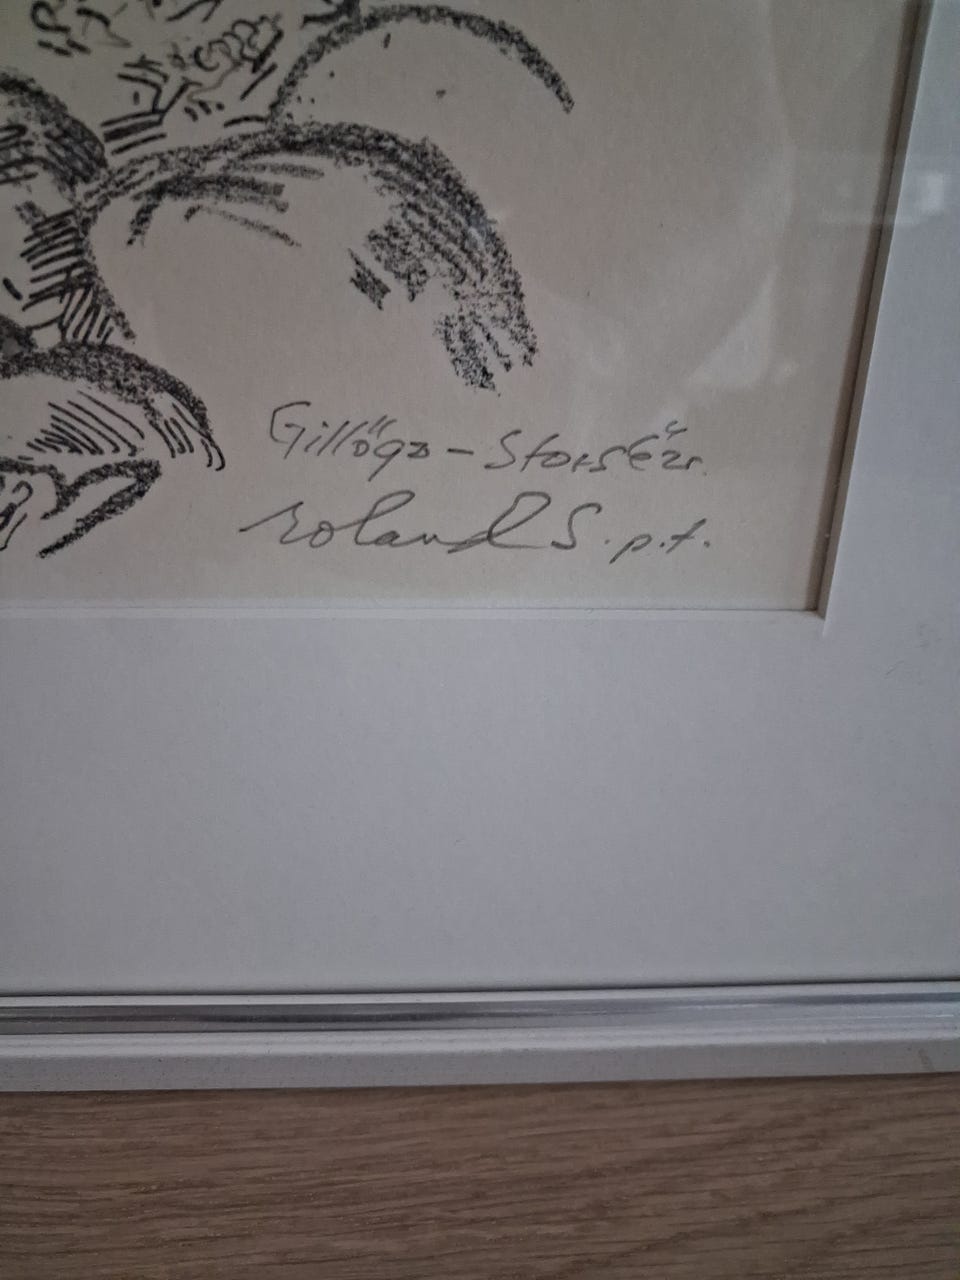 Gillöga - Storskär.
Roland S. p.t.